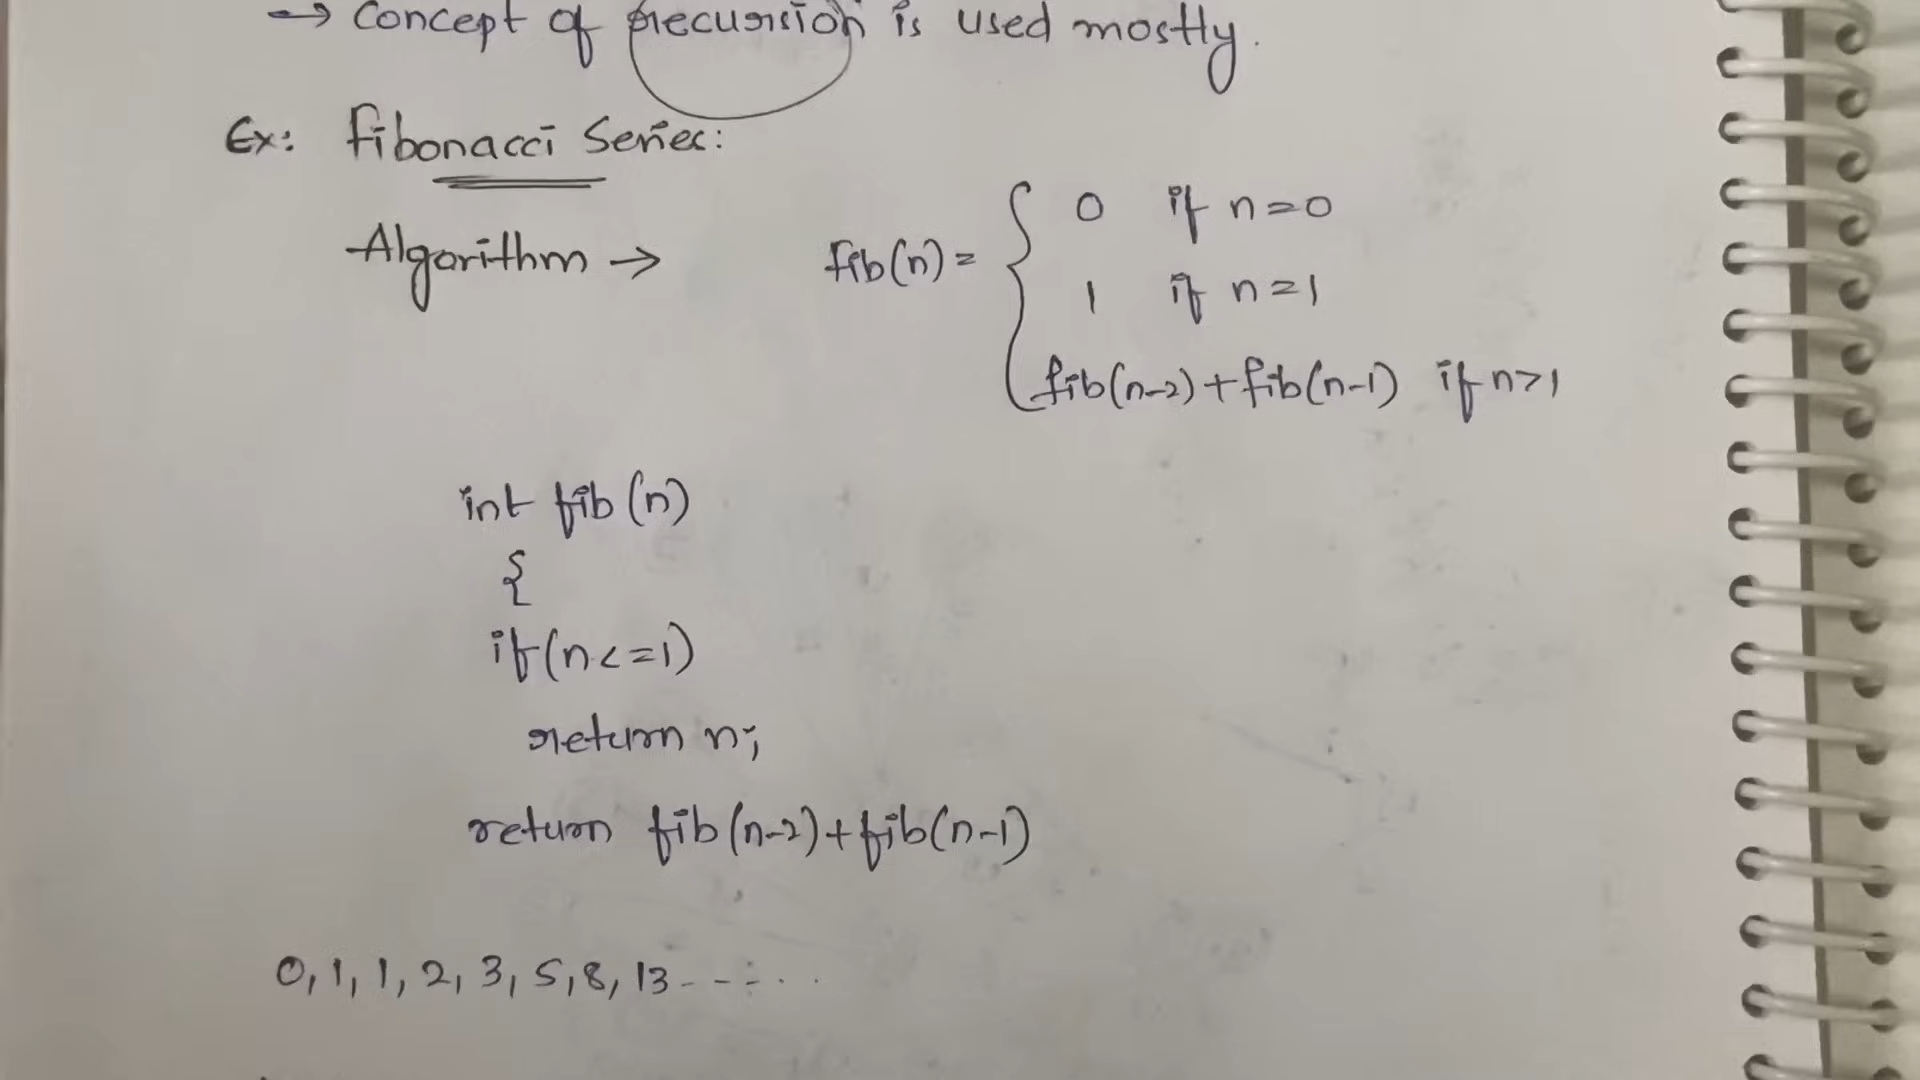 → Concept of recursion is used mostly.
Ex: Fibonacci Series:
Algorithm → fib(n) = { 0 if n=0
1 if n=1
fib(n-2)+fib(n-1) if n>1
int fib (n)
{
if(n<=1)
return n;
return fib(n-2)+fib(n-1)
0, 1, 1, 2, 3, 5, 8, 13 - - - - . .